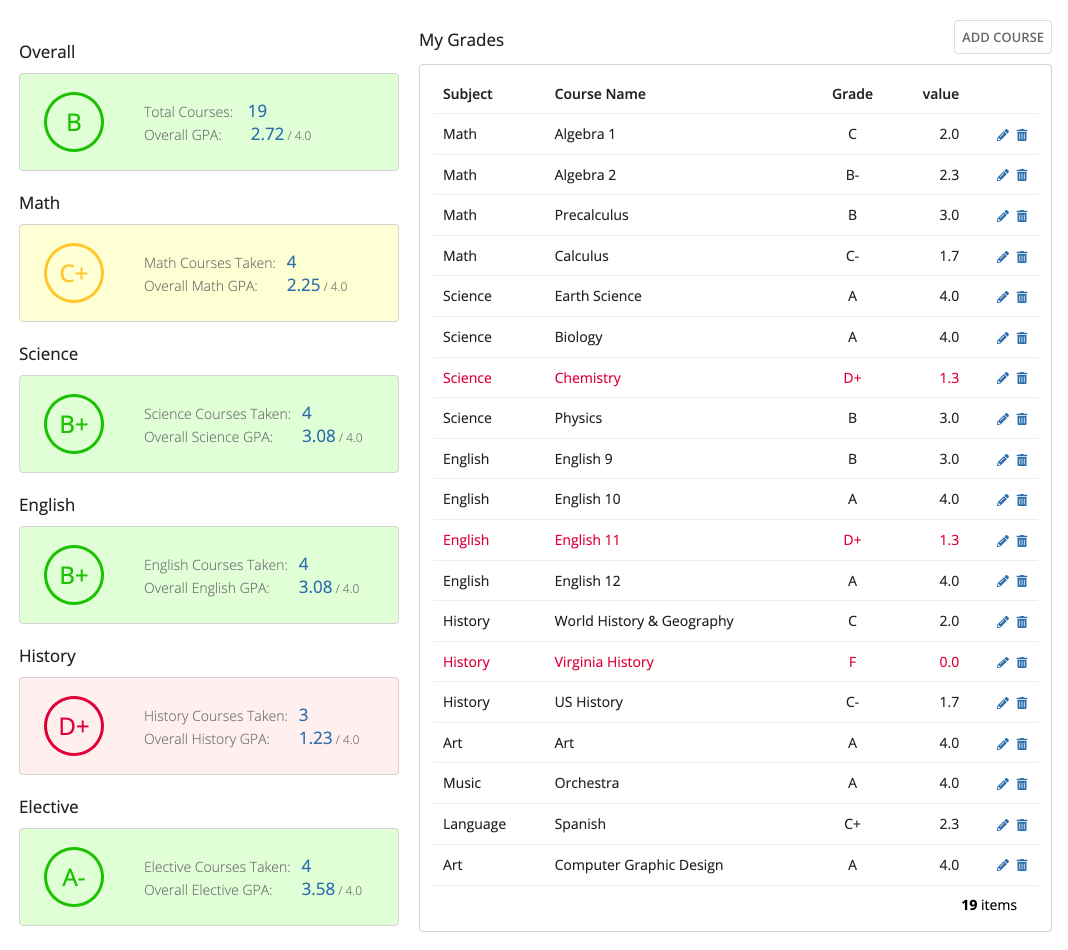 Overall
B
Total Courses: 19
Overall GPA: 2.72 / 4.0
Math
C+
Math Courses Taken: 4
Overall Math GPA: 2.25 / 4.0
Science
B+
Science Courses Taken: 4
Overall Science GPA: 3.08 / 4.0
English
B+
English Courses Taken: 4
Overall English GPA: 3.08 / 4.0
History
D+
History Courses Taken: 3
Overall History GPA: 1.23 / 4.0
Elective
A-
Elective Courses Taken: 4
Overall Elective GPA: 3.58 / 4.0
My Grades
ADD COURSE
Subject Course Name Grade value
Math Algebra 1 C 2.0
Math Algebra 2 B- 2.3
Math Precalculus B 3.0
Math Calculus C- 1.7
Science Earth Science A 4.0
Science Biology A 4.0
Science Chemistry D+ 1.3
Science Physics B 3.0
English English 9 B 3.0
English English 10 A 4.0
English English 11 D+ 1.3
English English 12 A 4.0
History World History & Geography C 2.0
History Virginia History F 0.0
History US History C- 1.7
Art Art A 4.0
Music Orchestra A 4.0
Language Spanish C+ 2.3
Art Computer Graphic Design A 4.0
19 items